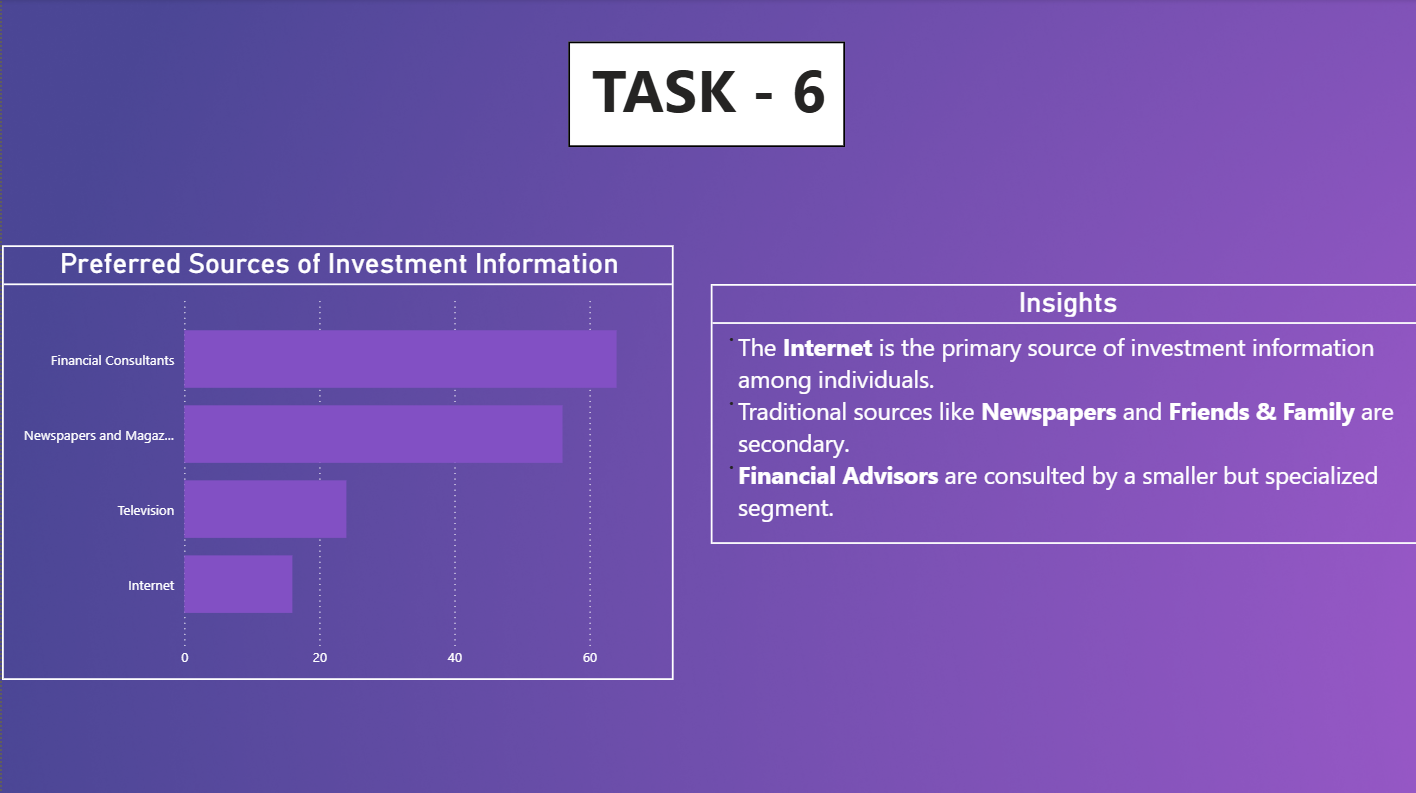 TASK - 6
Preferred Sources of Investment Information
Financial Consultants
Newspapers and Magaz...
Television
Internet
0 20 40 60
Insights
The Internet is the primary source of investment information
among individuals.
Traditional sources like Newspapers and Friends & Family are
secondary.
Financial Advisors are consulted by a smaller but specialized
segment.